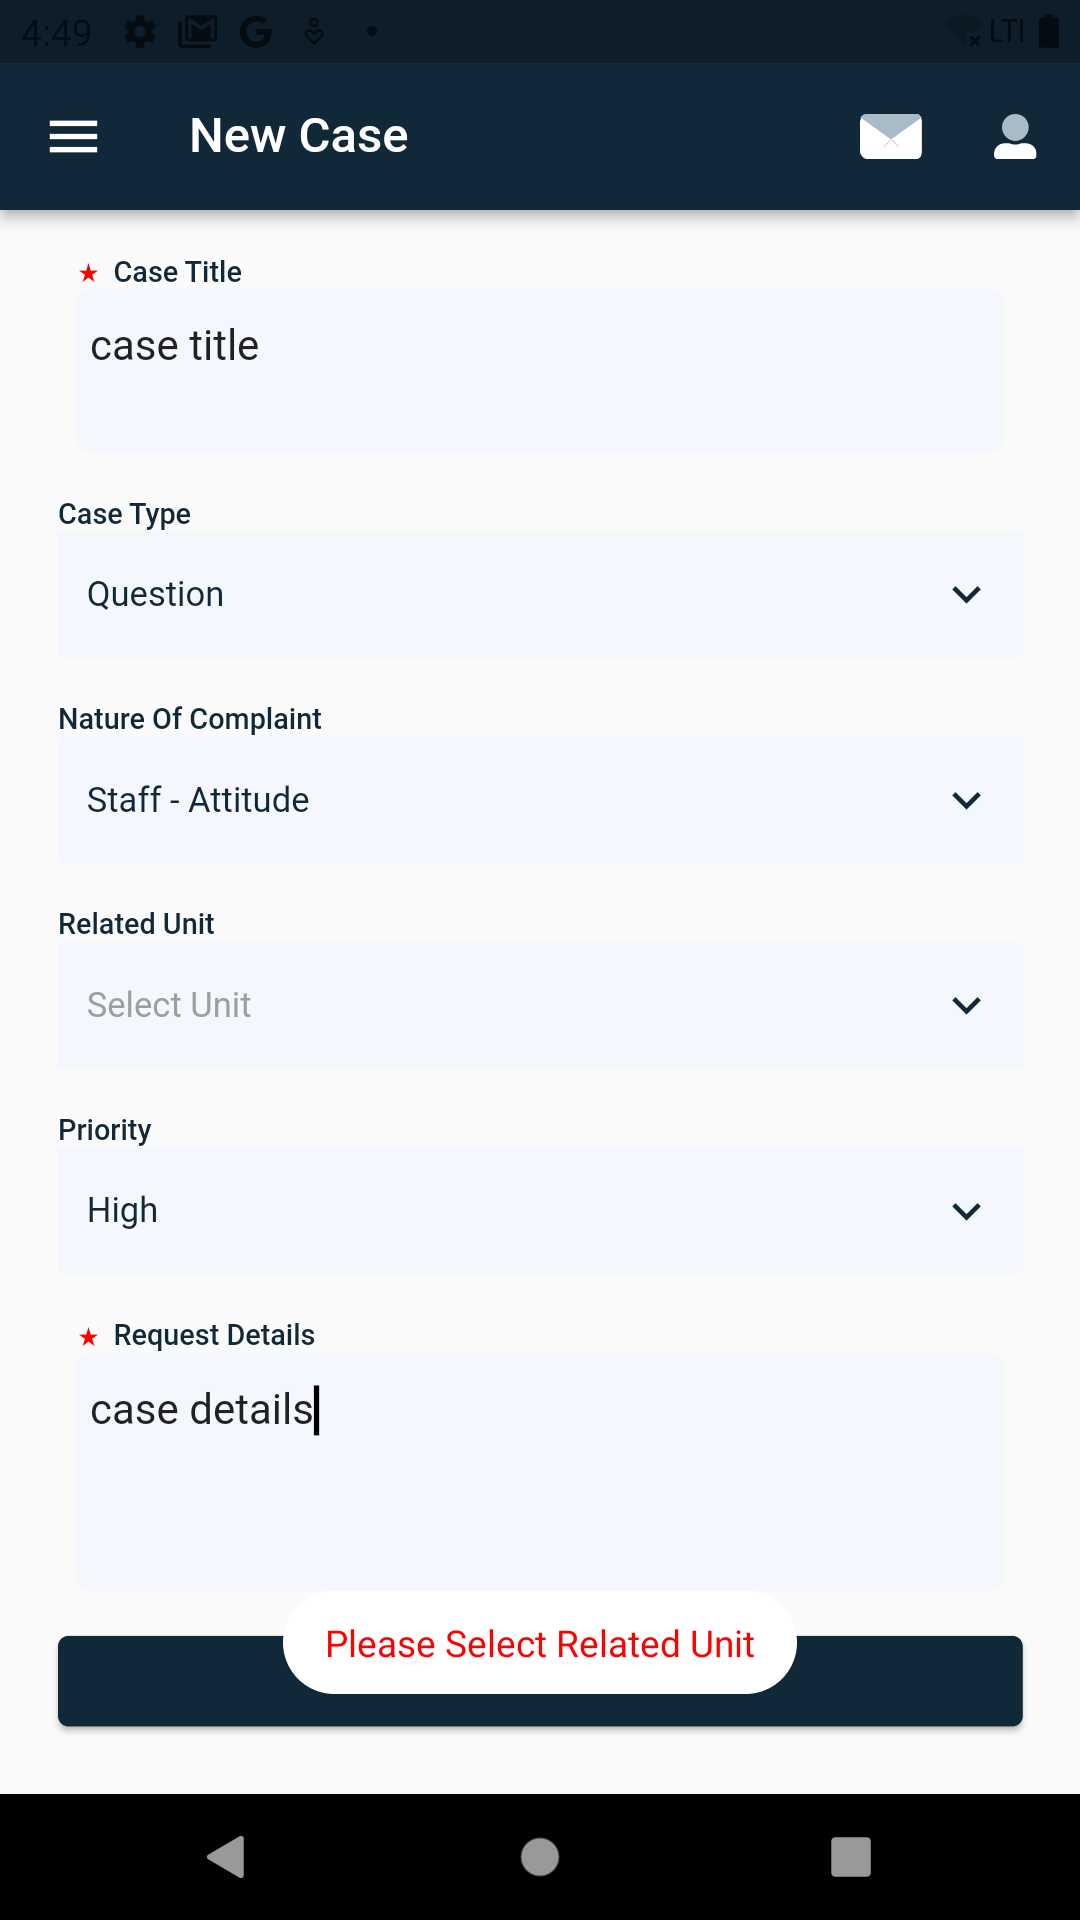 4:49
LTI
New Case
★ Case Title
case title
Case Type
Question
Nature Of Complaint
Staff - Attitude
Related Unit
Select Unit
Priority
High
★ Request Details
case details
Please Select Related Unit